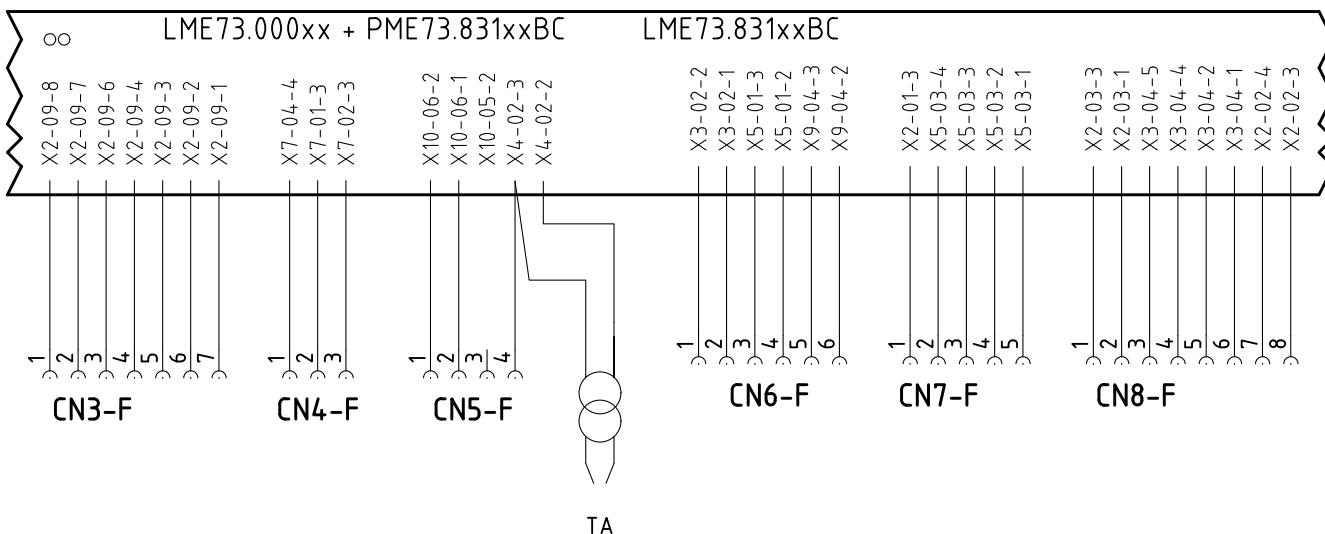 LME73.000xx + PME73.831xxBC LME73.831xxBC
X2-09-8
X2-09-7
X2-09-6
X2-09-4
X2-09-3
X2-09-2
X2-09-1
X7-04-4
X7-01-3
X7-02-3
X10-06-2
X10-06-1
X10-05-2
X4-02-3
X4-02-2
X3-02-2
X3-02-1
X5-01-3
X5-01-2
X9-04-3
X9-04-2
X2-01-3
X5-03-4
X5-03-3
X5-03-2
X5-03-1
X2-03-3
X2-03-1
X3-04-5
X3-04-4
X3-04-2
X3-04-1
X2-02-4
X2-02-3
1 2 3 4 5 6 7
1 2 3
1 2 3 4
1 2 3 4 5 6
1 2 3 4 5
1 2 3 4 5 6 7 8
CN3-F
CN4-F
CN5-F
CN6-F
CN7-F
CN8-F
TA